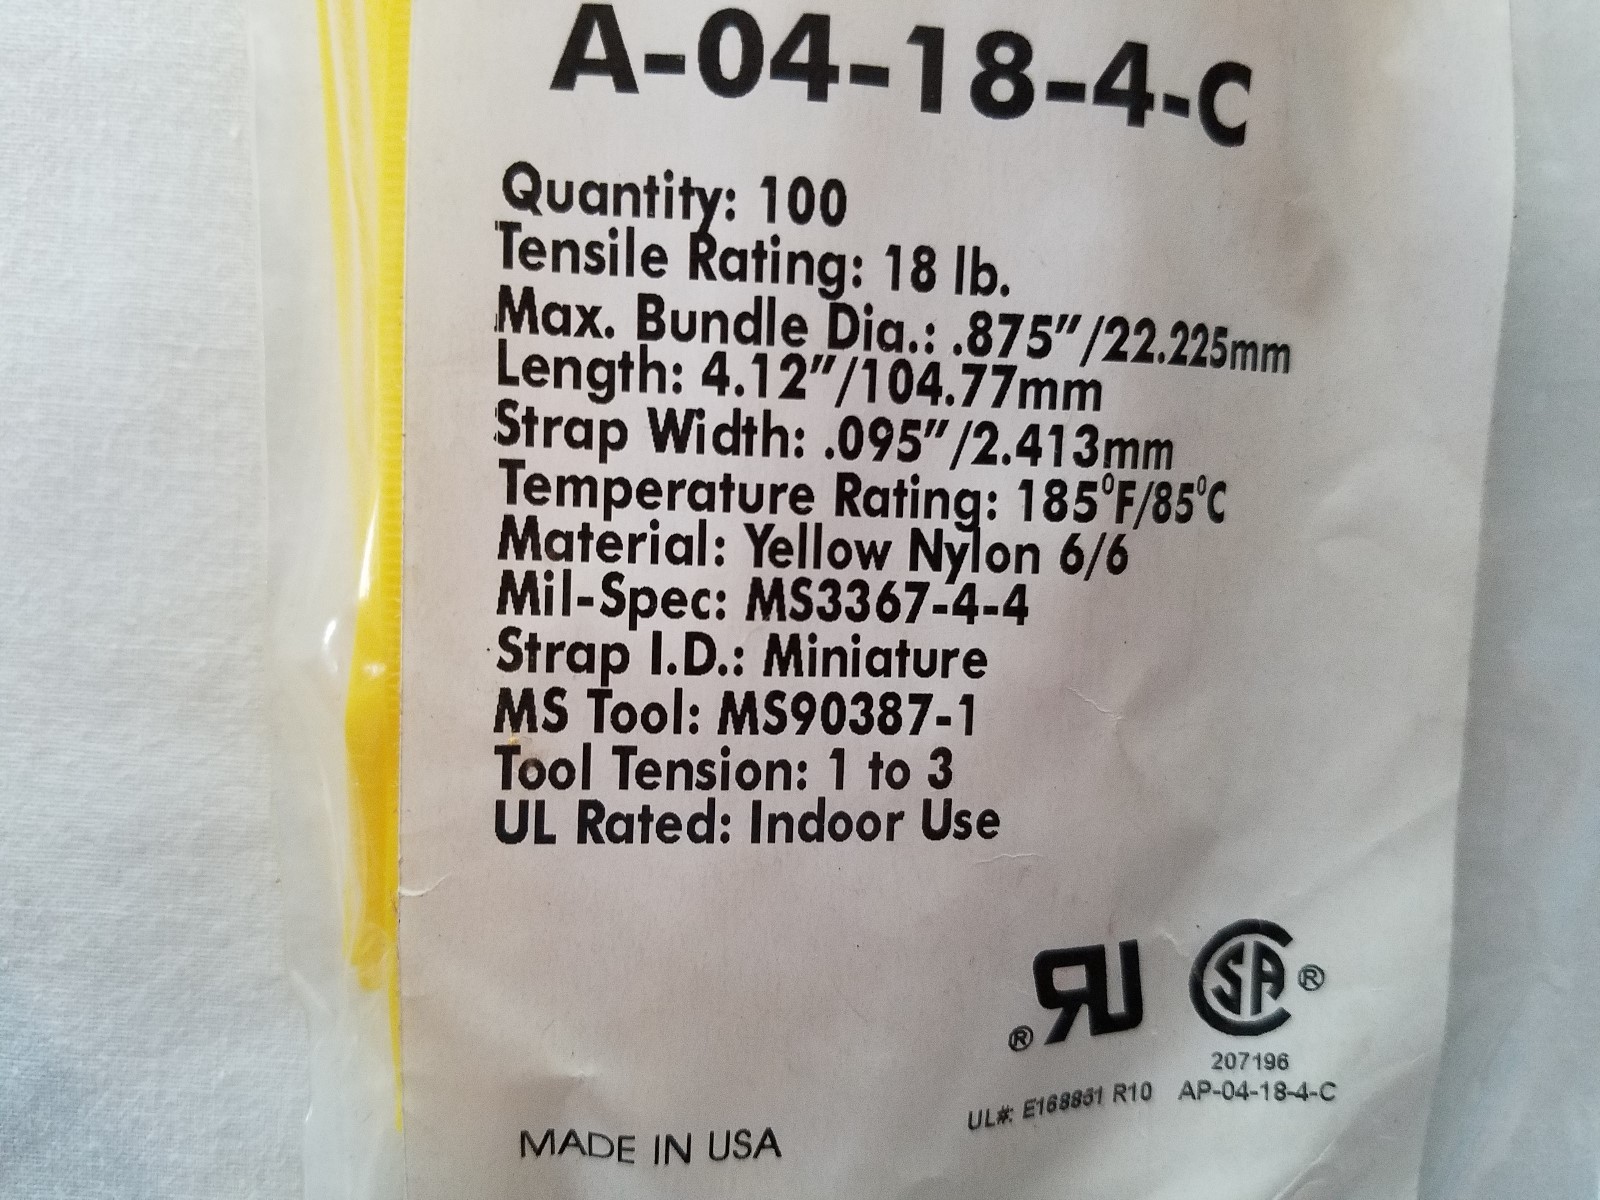 A-04-18-4-C
Quantity: 100
Tensile Rating: 18 lb.
Max. Bundle Dia.: .875"/22.225mm
Length: 4.12"/104.77mm
Strap Width: .095"/2.413mm
Temperature Rating: 185°F/85°C
Material: Yellow Nylon 6/6
Mil-Spec: MS3367-4-4
Strap I.D.: Miniature
MS Tool: MS90387-1
Tool Tension: 1 to 3
UL Rated: Indoor Use
RU ® CSA ®
207196
UL#: E168861 R10 AP-04-18-4-C
MADE IN USA